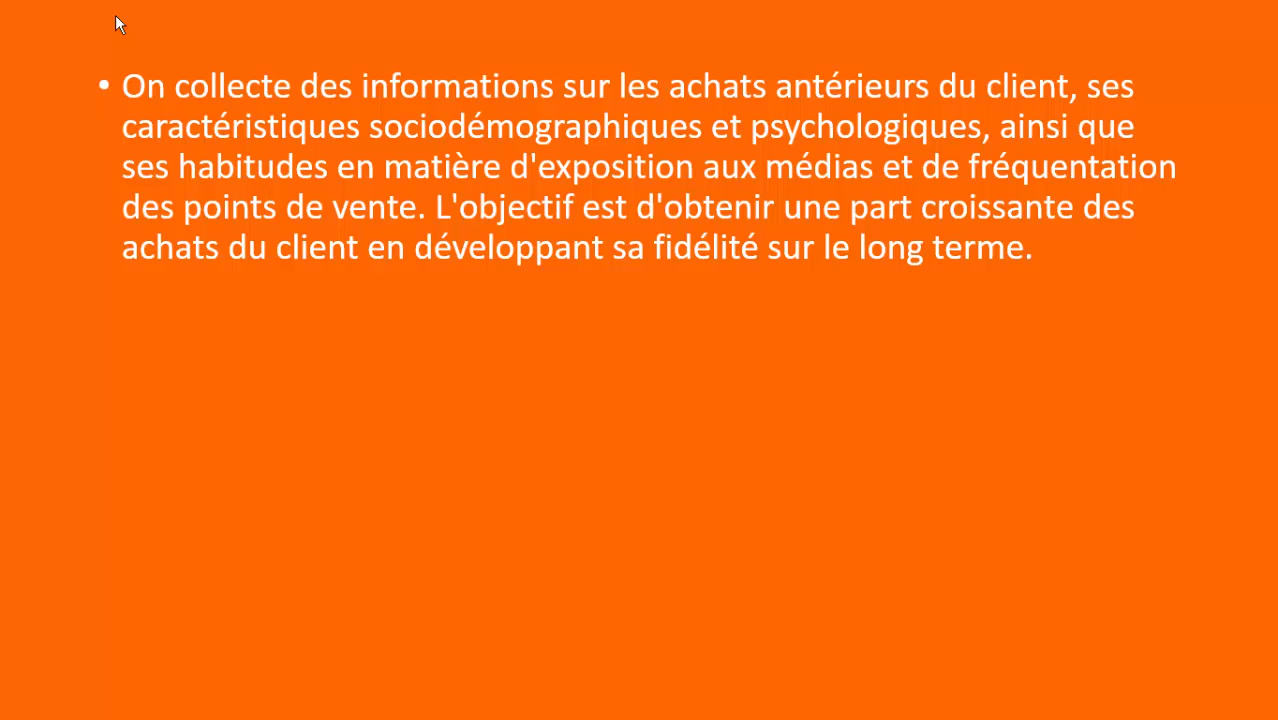 • On collecte des informations sur les achats antérieurs du client, ses
caractéristiques sociodémographiques et psychologiques, ainsi que
ses habitudes en matière d'exposition aux médias et de fréquentation
des points de vente. L'objectif est d'obtenir une part croissante des
achats du client en développant sa fidélité sur le long terme.